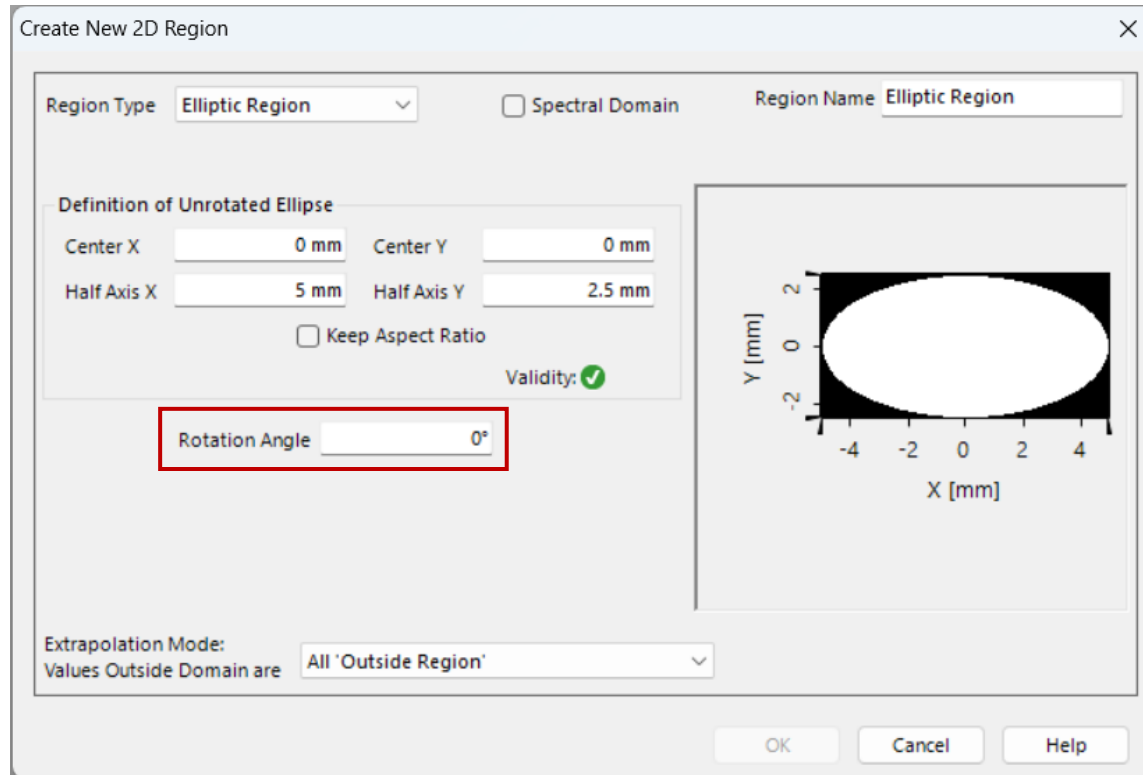 Create New 2D Region
Region Type Elliptic Region Spectral Domain Region Name Elliptic Region
Definition of Unrotated Ellipse
Center X 0 mm Center Y 0 mm
Half Axis X 5 mm Half Axis Y 2.5 mm
Keep Aspect Ratio
Validity:
Rotation Angle 0°
Y [mm]
2
0
-2
-4 -2 0 2 4
X [mm]
Extrapolation Mode:
Values Outside Domain are All 'Outside Region'
OK Cancel Help